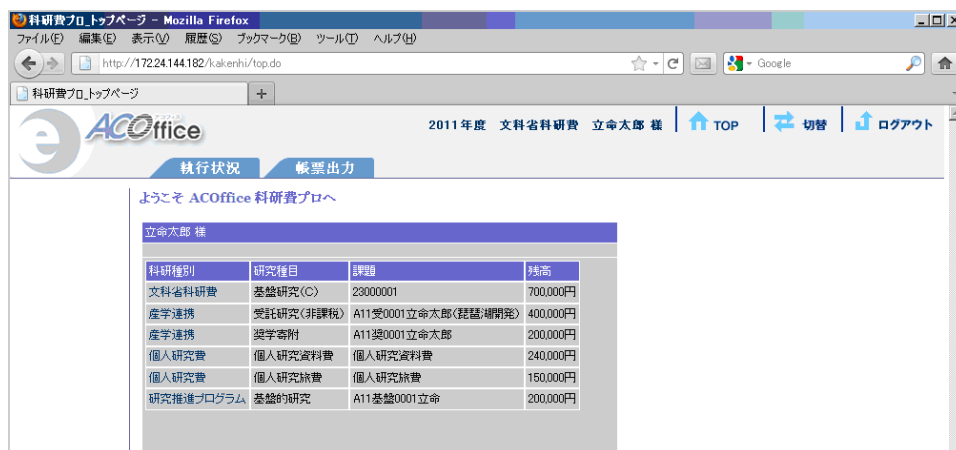 科研費プロ_トップページ - Mozilla Firefox
ファイル(F) 編集(E) 表示(V) 履歴(S) ブックマーク(B) ツール(T) ヘルプ(H)
http://172.24.144.182/kakenhi/top.do
Google
科研費プロ_トップページ
e ACOffice
2011年度 文科省科研費 立命太郎 様 TOP 切替 ログアウト
執行状況 帳票出力
ようこそ ACOffice 科研費プロへ
立命太郎 様
科研種別 研究種目 課題 残高
文科省科研費 基盤研究(C) 23000001 700,000円
産学連携 受託研究(非課税) A11受0001立命太郎(琵琶湖開発) 400,000円
産学連携 奨学寄附 A11奨0001立命太郎 200,000円
個人研究費 個人研究資料費 個人研究資料費 240,000円
個人研究費 個人研究旅費 個人研究旅費 150,000円
研究推進プログラム 基盤的研究 A11基盤0001立命 200,000円